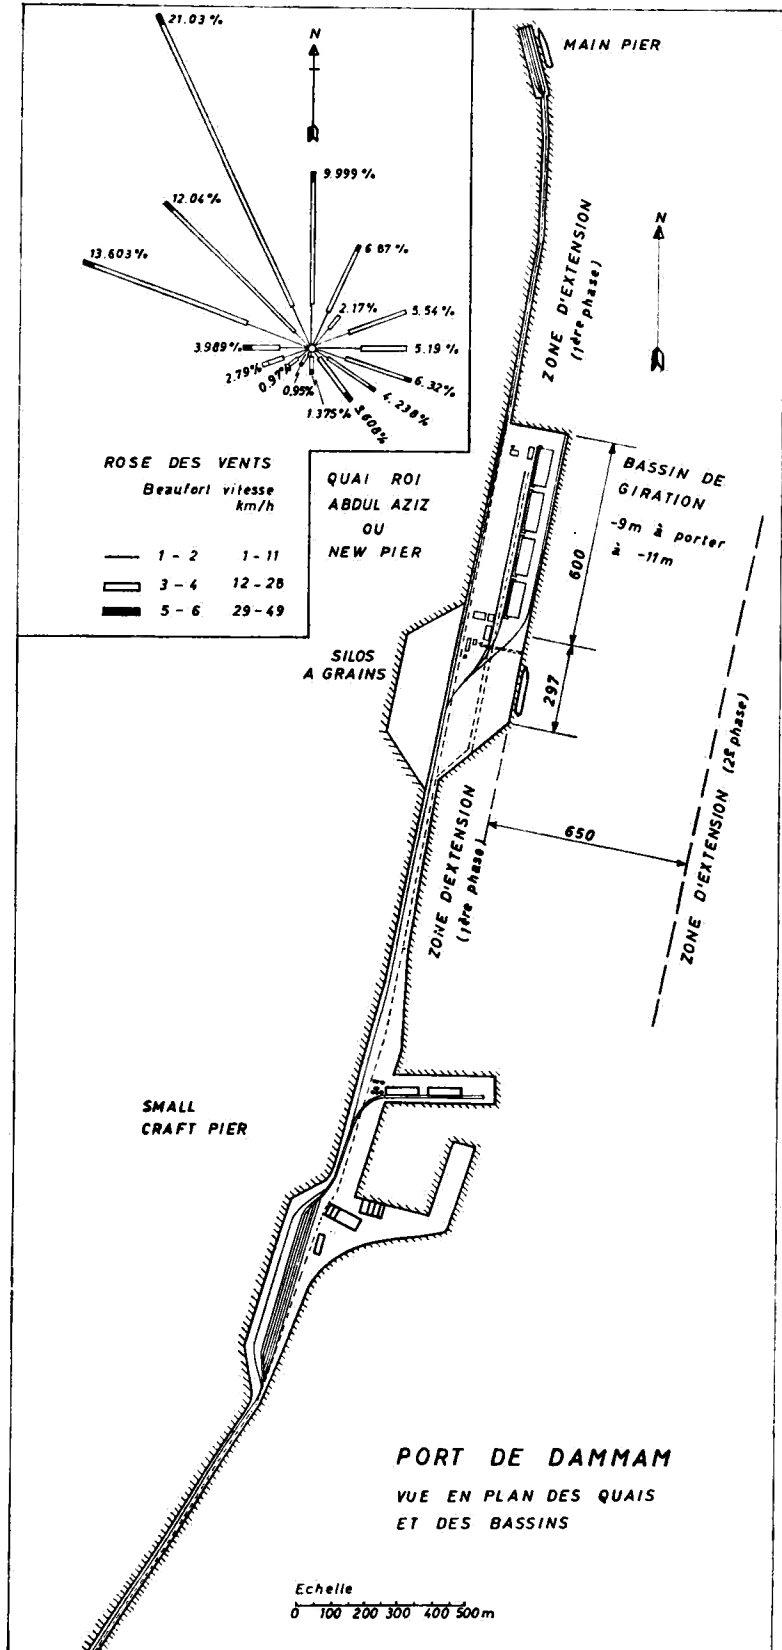 21.03 %
N
MAIN PIER
12.04 %
9.999 %
13.603 %
6.87 %
2.17 %
5.54 %
3.989 %
5.19 %
2.79 %
0.97 %
0.95 %
6.32 %
4.238 %
1.375 %
3.608 %
ROSE DES VENTS
Beaufort vitesse
km/h
1 - 2 1 - 11
3 - 4 12 - 28
5 - 6 29 - 49
QUAI ROI
ABDUL AZIZ
OU
NEW PIER
ZONE D'EXTENSION
(1ère phase)
N
BASSIN DE
GIRATION
-9m à porter
à -11m
600
297
SILOS
A GRAINS
650
ZONE D'EXTENSION
(1ère phase)
ZONE D'EXTENSION (2è phase)
SMALL
CRAFT PIER
PORT DE DAMMAM
VUE EN PLAN DES QUAIS
ET DES BASSINS
Echelle
0 100 200 300 400 500m